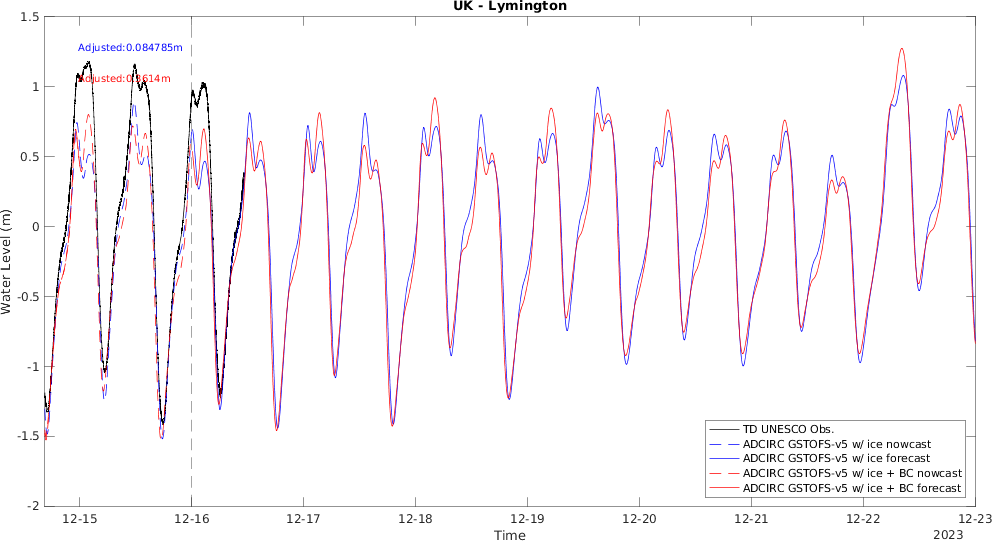 UK - Lymington
1.5
1
0.5
0
-0.5
-1
-1.5
-2
Water Level (m)
Adjusted:0.084785m
TD UNESCO Obs.
ADCIRC GSTOFS-v5 w/ ice nowcast
ADCIRC GSTOFS-v5 w/ ice forecast
ADCIRC GSTOFS-v5 w/ ice + BC nowcast
ADCIRC GSTOFS-v5 w/ ice + BC forecast
12-15 12-16 12-17 12-18 12-19 12-20 12-21 12-22 12-23
Time
2023